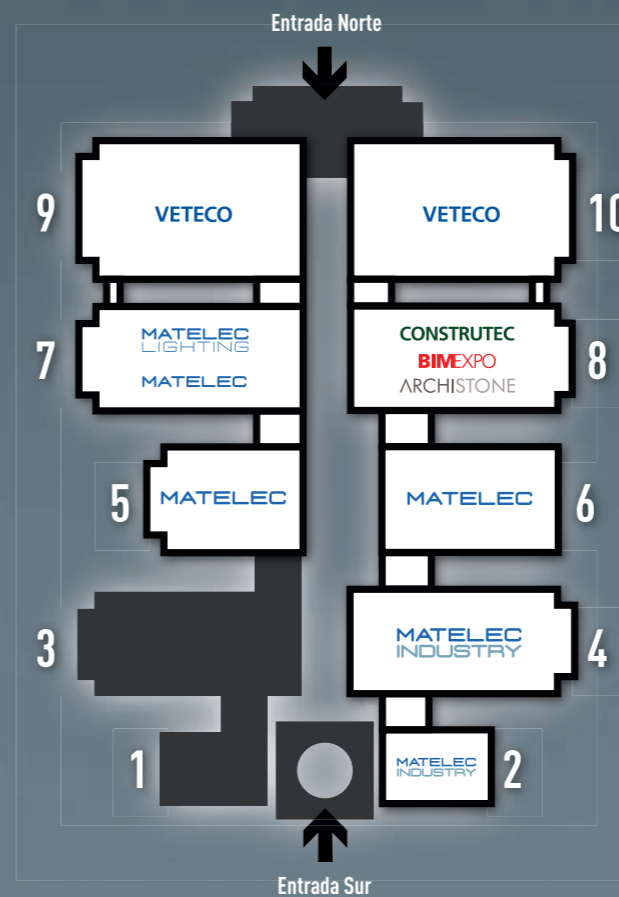 Entrada Norte
9
VETECO
VETECO
10
7
MATELEC
LIGHTING
MATELEC
CONSTRUTEC
BIMEXPO
ARCHISTONE
8
5
MATELEC
MATELEC
6
3
MATELEC
INDUSTRY
4
1
MATELEC
INDUSTRY
2
Entrada Sur